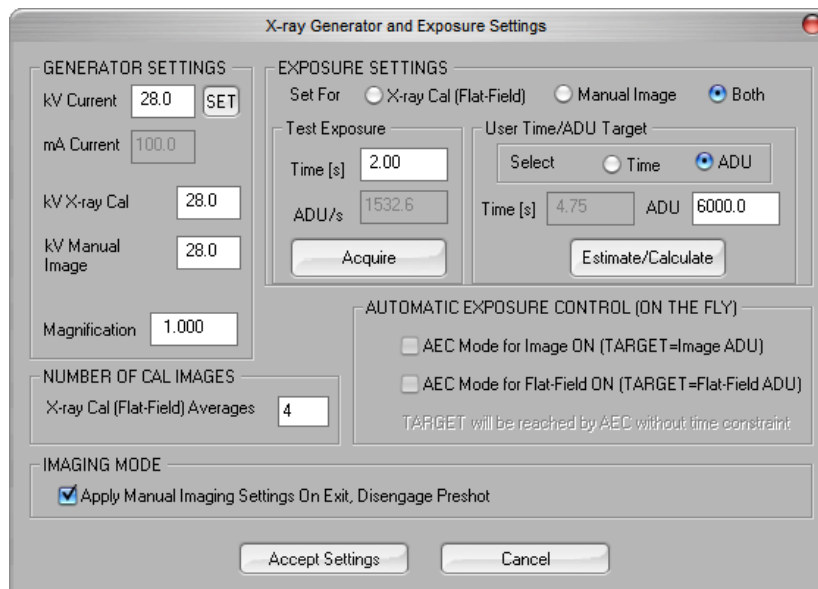 X-ray Generator and Exposure Settings
GENERATOR SETTINGS
kV Current 28.0 SET
mA Current 100.0
kV X-ray Cal 28.0
kV Manual
Image 28.0
Magnification 1.000
NUMBER OF CAL IMAGES
X-ray Cal (Flat-Field) Averages 4
EXPOSURE SETTINGS
Set For X-ray Cal (Flat-Field) Manual Image Both
Test Exposure
Time [s] 2.00
ADU/s 1532.6
Acquire
User Time/ADU Target
Select Time ADU
Time [s] 4.75 ADU 6000.0
Estimate/Calculate
AUTOMATIC EXPOSURE CONTROL (ON THE FLY)
AEC Mode for Image ON (TARGET=Image ADU)
AEC Mode for Flat-Field ON (TARGET=Flat-Field ADU)
TARGET will be reached by AEC without time constraint
IMAGING MODE
Apply Manual Imaging Settings On Exit, Disengage Preshot
Accept Settings Cancel